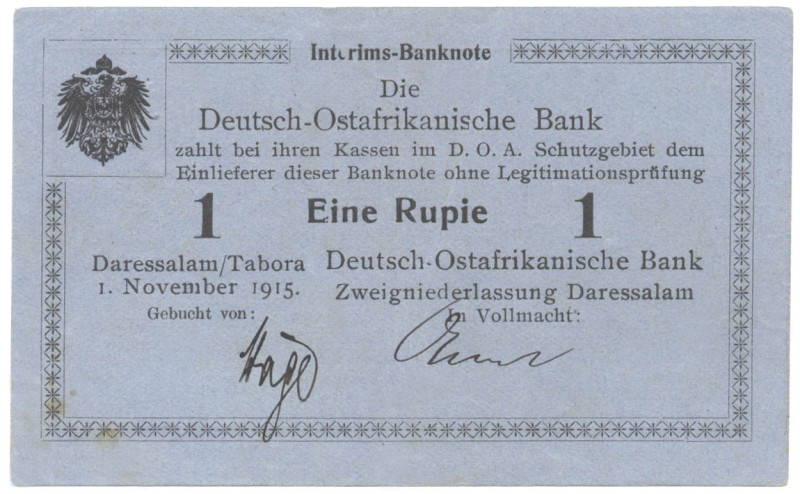 Interims-Banknote
Die
Deutsch-Ostafrikanische Bank
zahlt bei ihren Kassen im D. O. A. Schutzgebiet dem
Einlieferer dieser Banknote ohne Legitimationsprüfung
1 Eine Rupie 1
Daressalam/Tabora
1. November 1915.
Gebucht von:
Deutsch-Ostafrikanische Bank
Zweigniederlassung Daressalam
In Vollmacht: